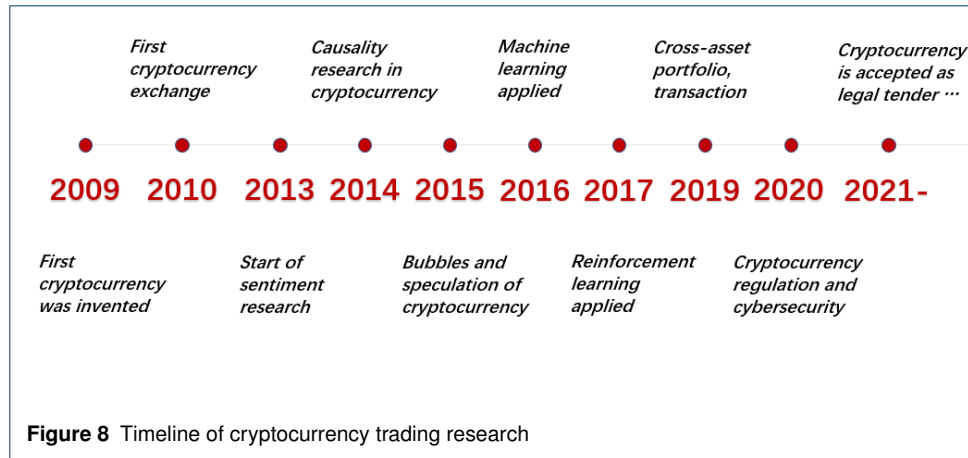 First
cryptocurrency
exchange
Causality
research in
cryptocurrency
Machine
learning
applied
Cross-asset
portfolio,
transaction
Cryptocurrency
is accepted as
legal tender ⋯
2009 2010 2013 2014 2015 2016 2017 2019 2020 2021-
First
cryptocurrency
was invented
Start of
sentiment
research
Bubbles and
speculation of
cryptocurrency
Reinforcement
learning
applied
Cryptocurrency
regulation and
cybersecurity
Figure 8 Timeline of cryptocurrency trading research